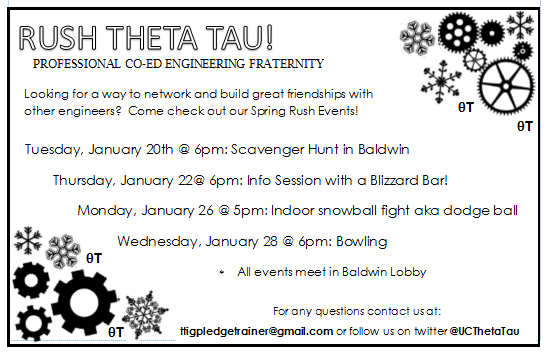 RUSH THETA TAU!
PROFESSIONAL CO-ED ENGINEERING FRATERNITY
Looking for a way to network and build great friendships with
other engineers? Come check out our Spring Rush Events!
θT
θT
Tuesday, January 20th @ 6pm: Scavenger Hunt in Baldwin
Thursday, January 22@ 6pm: Info Session with a Blizzard Bar!
Monday, January 26 @ 5pm: Indoor snowball fight aka dodge ball
Wednesday, January 28 @ 6pm: Bowling
θT
• All events meet in Baldwin Lobby
For any questions contact us at:
θT
ttigpledgetrainer@gmail.com or follow us on twitter @UCThetaTau